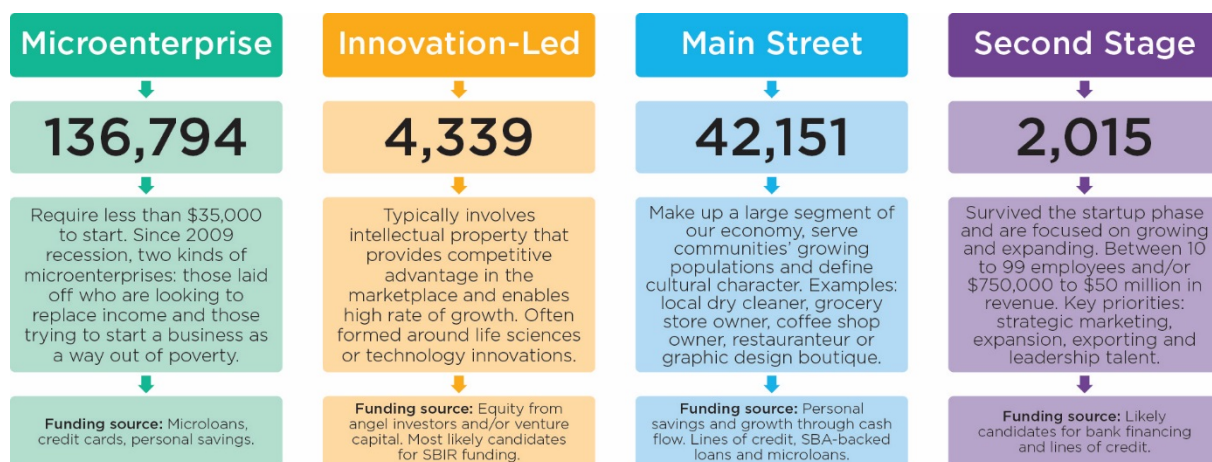 Microenterprise
136,794
Require less than $35,000
to start. Since 2009
recession, two kinds of
microenterprises: those laid
off who are looking to
replace income and those
trying to start a business as
a way out of poverty.
Funding source: Microloans,
credit cards, personal savings.
Innovation-Led
4,339
Typically involves
intellectual property that
provides competitive
advantage in the
marketplace and enables
high rate of growth. Often
formed around life sciences
or technology innovations.
Funding source: Equity from
angel investors and/or venture
capital. Most likely candidates
for SBIR funding.
Main Street
42,151
Make up a large segment of
our economy, serve
communities’ growing
populations and define
cultural character. Examples:
local dry cleaner, grocery
store owner, coffee shop
owner, restauranteur or
graphic design boutique.
Funding source: Personal
savings and growth through cash
flow. Lines of credit, SBA-backed
loans and microloans.
Second Stage
2,015
Survived the startup phase
and are focused on growing
and expanding. Between 10
to 99 employees and/or
$750,000 to $50 million in
revenue. Key priorities:
strategic marketing,
expansion, exporting and
leadership talent.
Funding source: Likely
candidates for bank financing
and lines of credit.